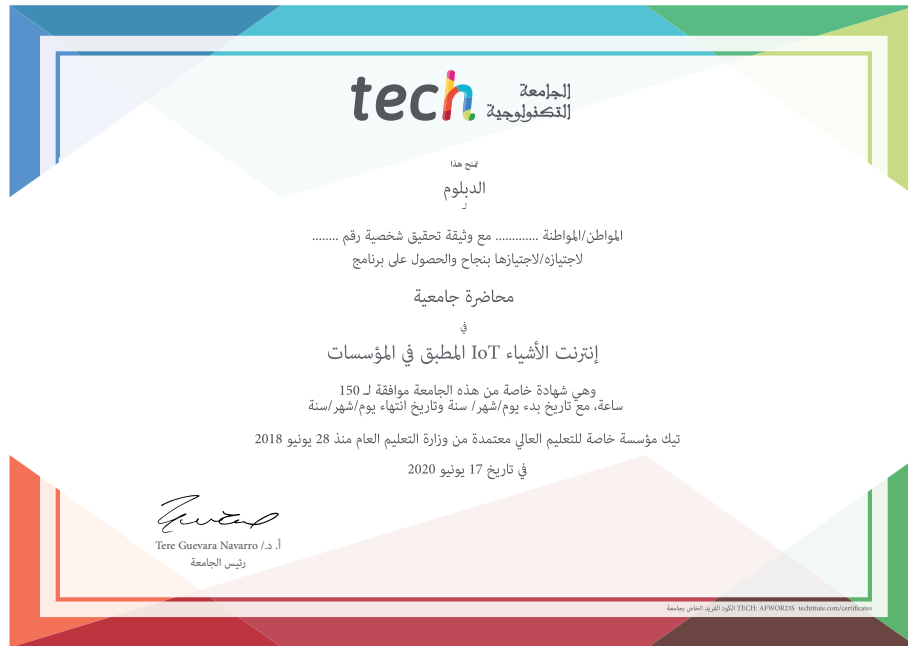 tech الجامعة
التكنولوجية
تمنح هذا
الدبلوم
لـ
المواطن/المواطنة ............. مع وثيقة تحقيق شخصية رقم ........
لاجتيازه/لاجتيازها بنجاح والحصول على برنامج
محاضرة جامعية
في
إنترنت الأشياء IoT المطبق في المؤسسات
وهي شهادة خاصة من هذه الجامعة موافقة لـ 150
ساعة، مع تاريخ بدء يوم/شهر/ سنة وتاريخ انتهاء يوم/شهر/سنة
تيك مؤسسة خاصة للتعليم العالي معتمدة من وزارة التعليم العام منذ 28 يونيو 2018
في تاريخ 17 يونيو 2020
أ. د./ Tere Guevara Navarro
رئيس الجامعة
الكود الفريد الخاص بجامعة TECH: AFWOR23S techtitute.com/certificates